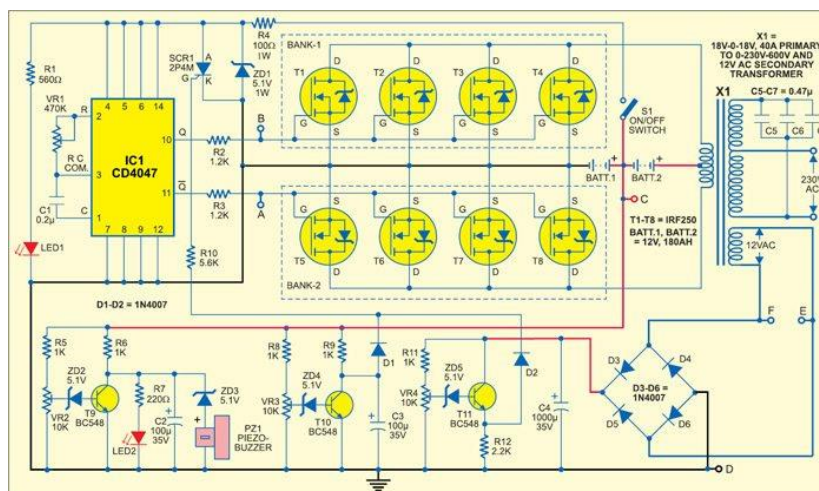 R4
100Ω
1W
BANK-1
X1 =
18V-0-18V, 40A PRIMARY
TO 0-230V-600V AND
12V AC SECONDARY
TRANSFORMER
SCR1
2P4M
A
G
K
ZD1
5.1V
1W
D
D
D
D
T1
T2
T3
T4
G
G
G
G
S
S
S
S
R1
560Ω
VR1
470K
R
2
4
5
6
14
IC1
CD4047
Q
10
R2
1.2K
B
S1
ON/OFF
SWITCH
X1
C5-C7 = 0.47µ
C5
C6
R C
COM.
3
Q
11
R3
1.2K
A
BATT.1
+
BATT.2
+
C
230V
AC
C1
0.2µ
C
1
7
8
9
12
LED1
R10
5.6K
G
G
G
G
S
S
S
S
T5
T6
T7
T8
D
D
D
D
BANK-2
T1-T8 = IRF250
BATT.1, BATT.2
= 12V, 180AH
12VAC
D1-D2 = 1N4007
F
E
R5
1K
R6
1K
ZD2
5.1V
VR2
10K
T9
BC548
R7
220Ω
LED2
C2
100µ
35V
ZD3
5.1V
PZ1
PIEZO-
BUZZER
R8
1K
R9
1K
ZD4
5.1V
VR3
10K
T10
BC548
D1
C3
100µ
35V
R11
1K
VR4
10K
ZD5
5.1V
T11
BC548
R12
2.2K
D2
C4
1000µ
35V
D3
D4
D3-D6 =
1N4007
D5
D6
D